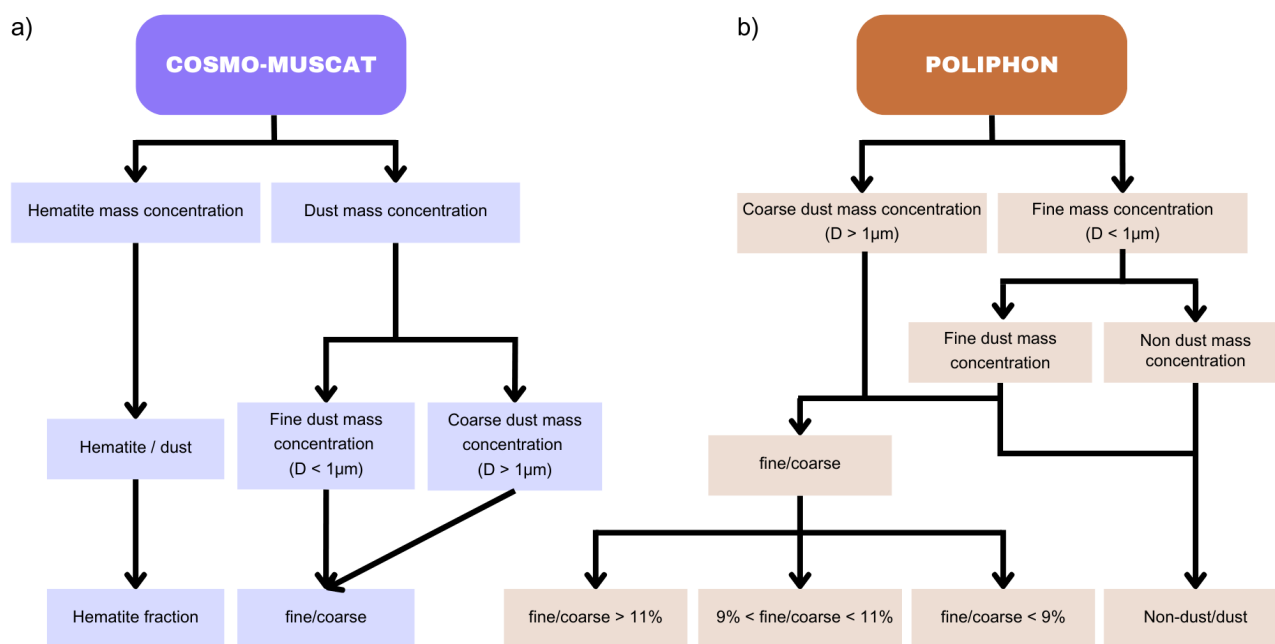 a)
COSMO-MUSCAT
Hematite mass concentration
Dust mass concentration
Fine dust mass
concentration
(D < 1µm)
Coarse dust mass
concentration
(D > 1µm)
Hematite / dust
Hematite fraction
fine/coarse
b)
POLIPHON
Coarse dust mass concentration
(D > 1µm)
Fine mass concentration
(D < 1µm)
Fine dust mass
concentration
Non dust mass
concentration
fine/coarse
fine/coarse > 11%
9% < fine/coarse < 11%
fine/coarse < 9%
Non-dust/dust